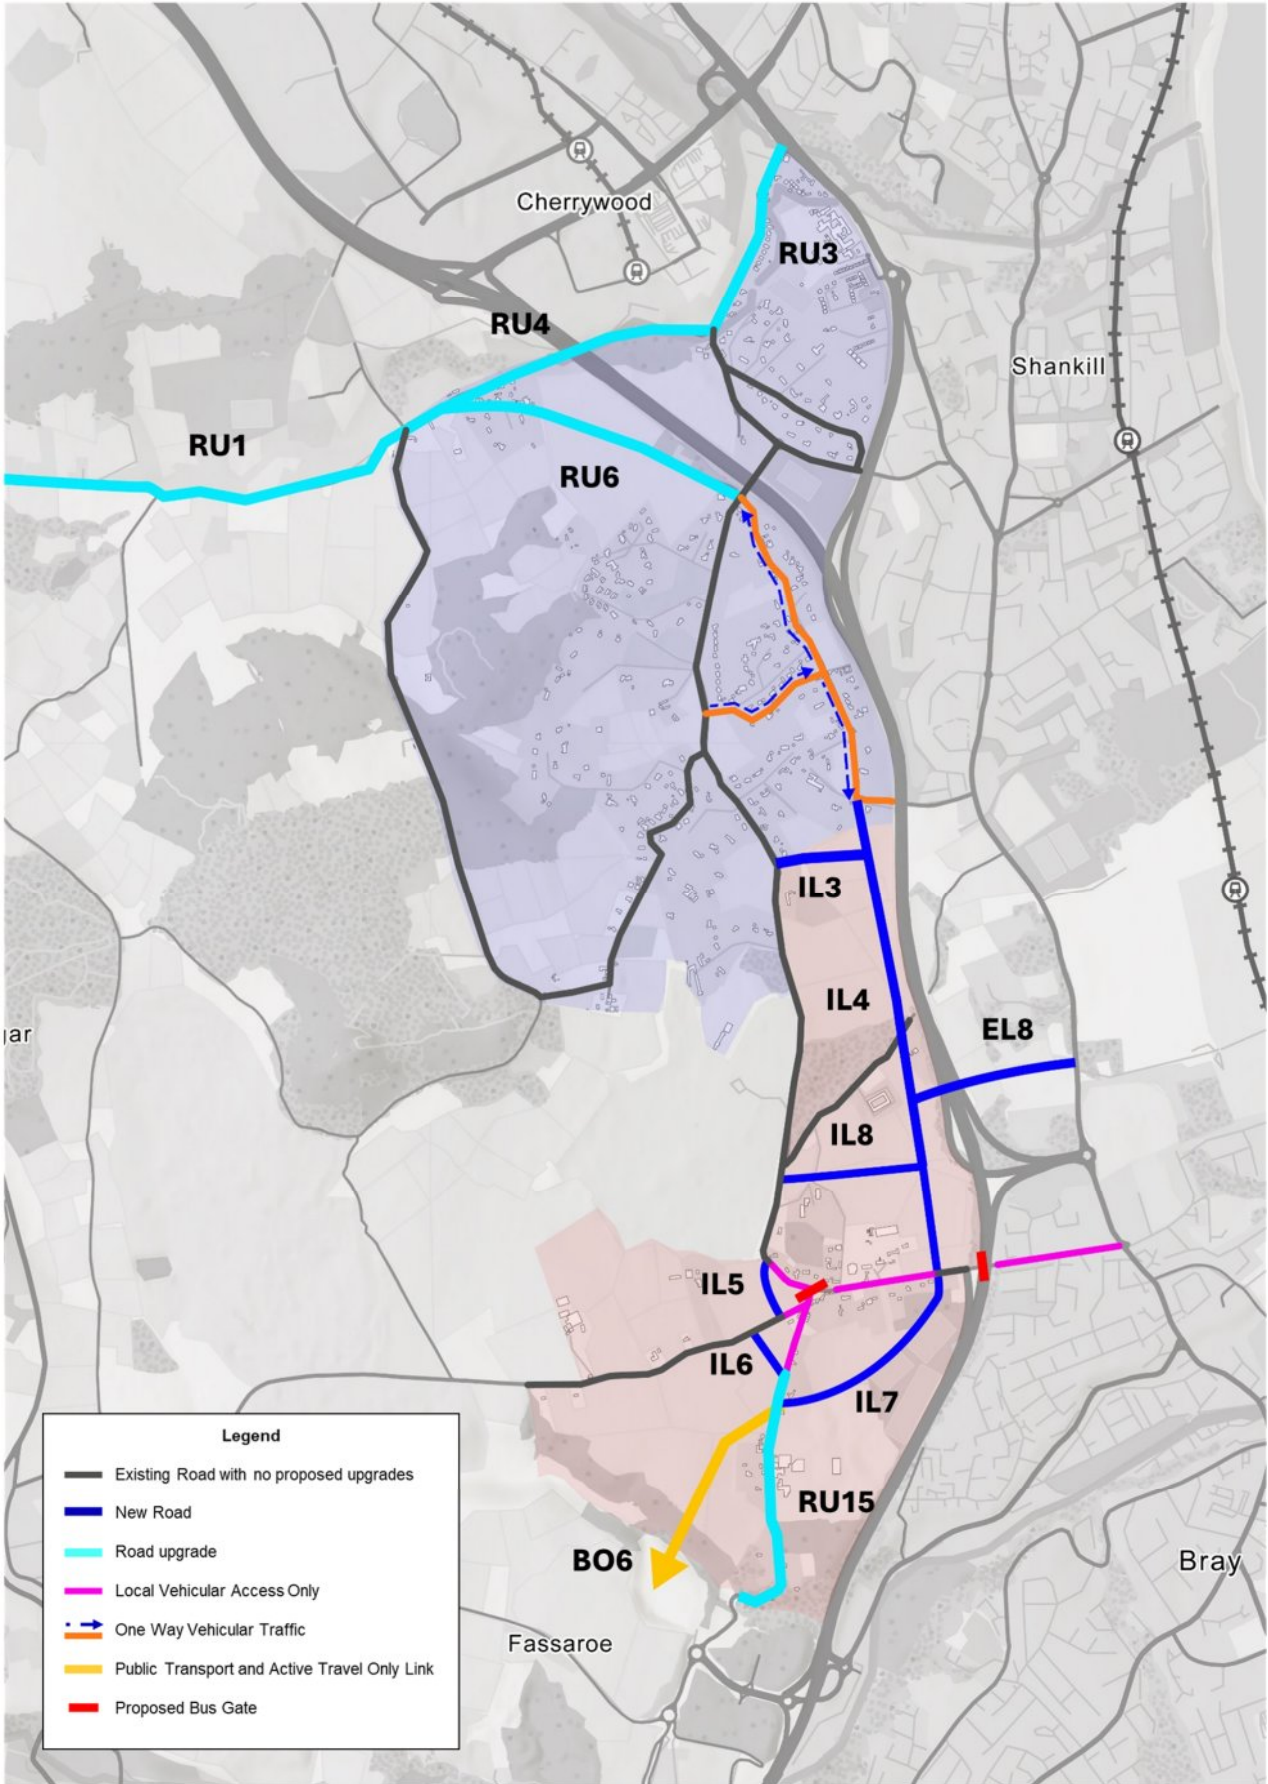 Cherrywood
RU3
RU4
Shankill
RU1
RU6
IL3
IL4
EL8
jar
IL8
IL5
IL6
IL7
RU15
BO6
Bray
Fassaroe
Legend
Existing Road with no proposed upgrades
New Road
Road upgrade
Local Vehicular Access Only
One Way Vehicular Traffic
Public Transport and Active Travel Only Link
Proposed Bus Gate